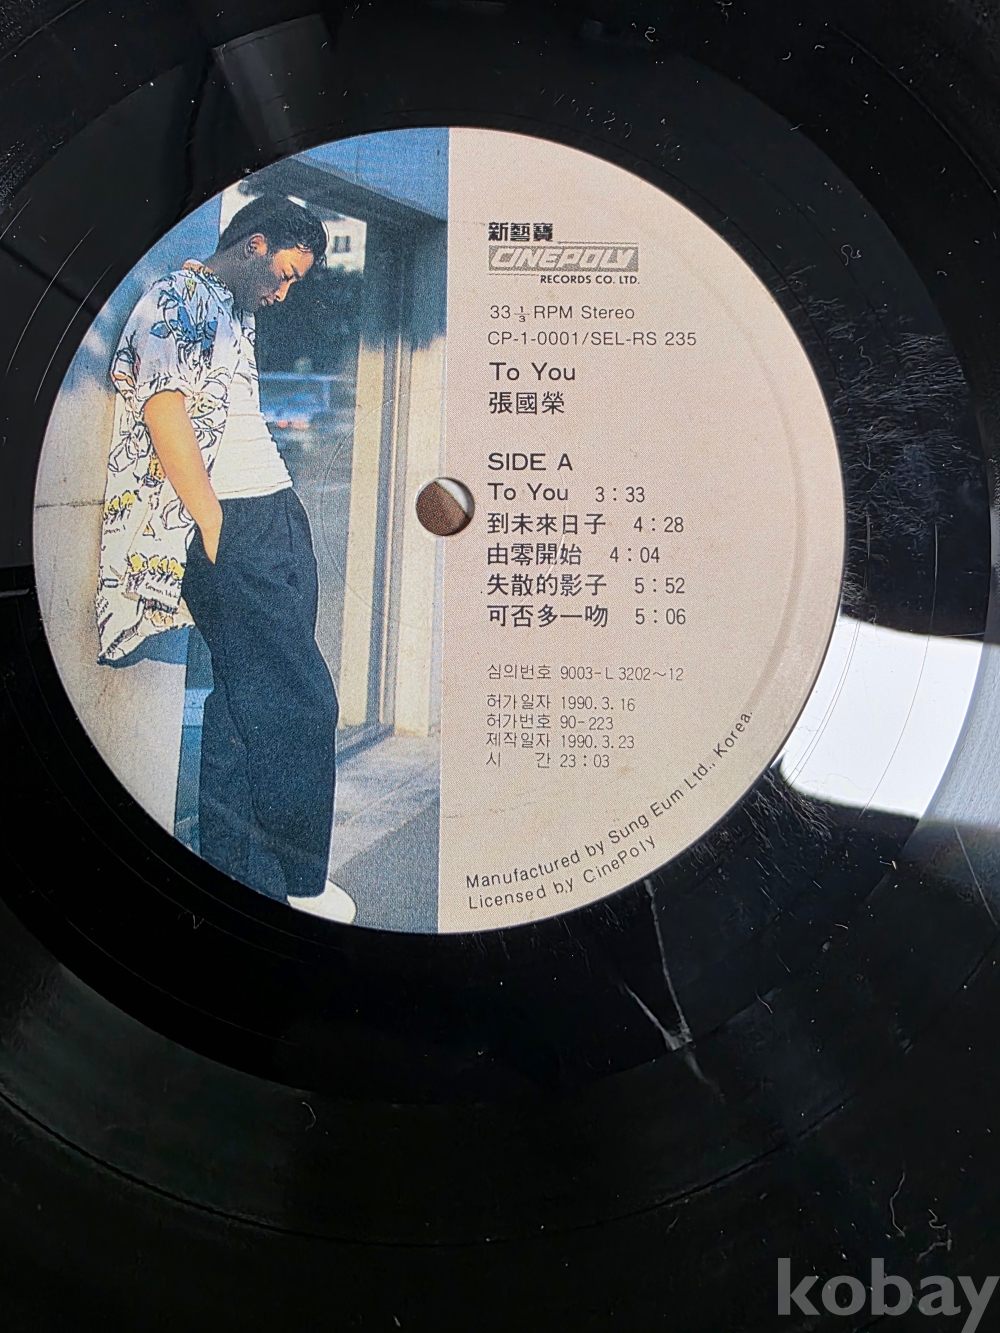 新藝寶
CINEPOLY
RECORDS CO. LTD.
33 1/3 RPM Stereo
CP-1-0001/SEL-RS 235
To You
張國榮
SIDE A
To You 3:33
到未來日子 4:28
由零開始 4:04
失散的影子 5:52
可否多一吻 5:06
심의번호 9003-L3202~12
허가일자 1990.3.16
허가번호 90-223
제작일자 1990.3.23
시 간 23:03
Manufactured by Sung Eum Ltd., Korea.
Licensed by CinePoly
kobay